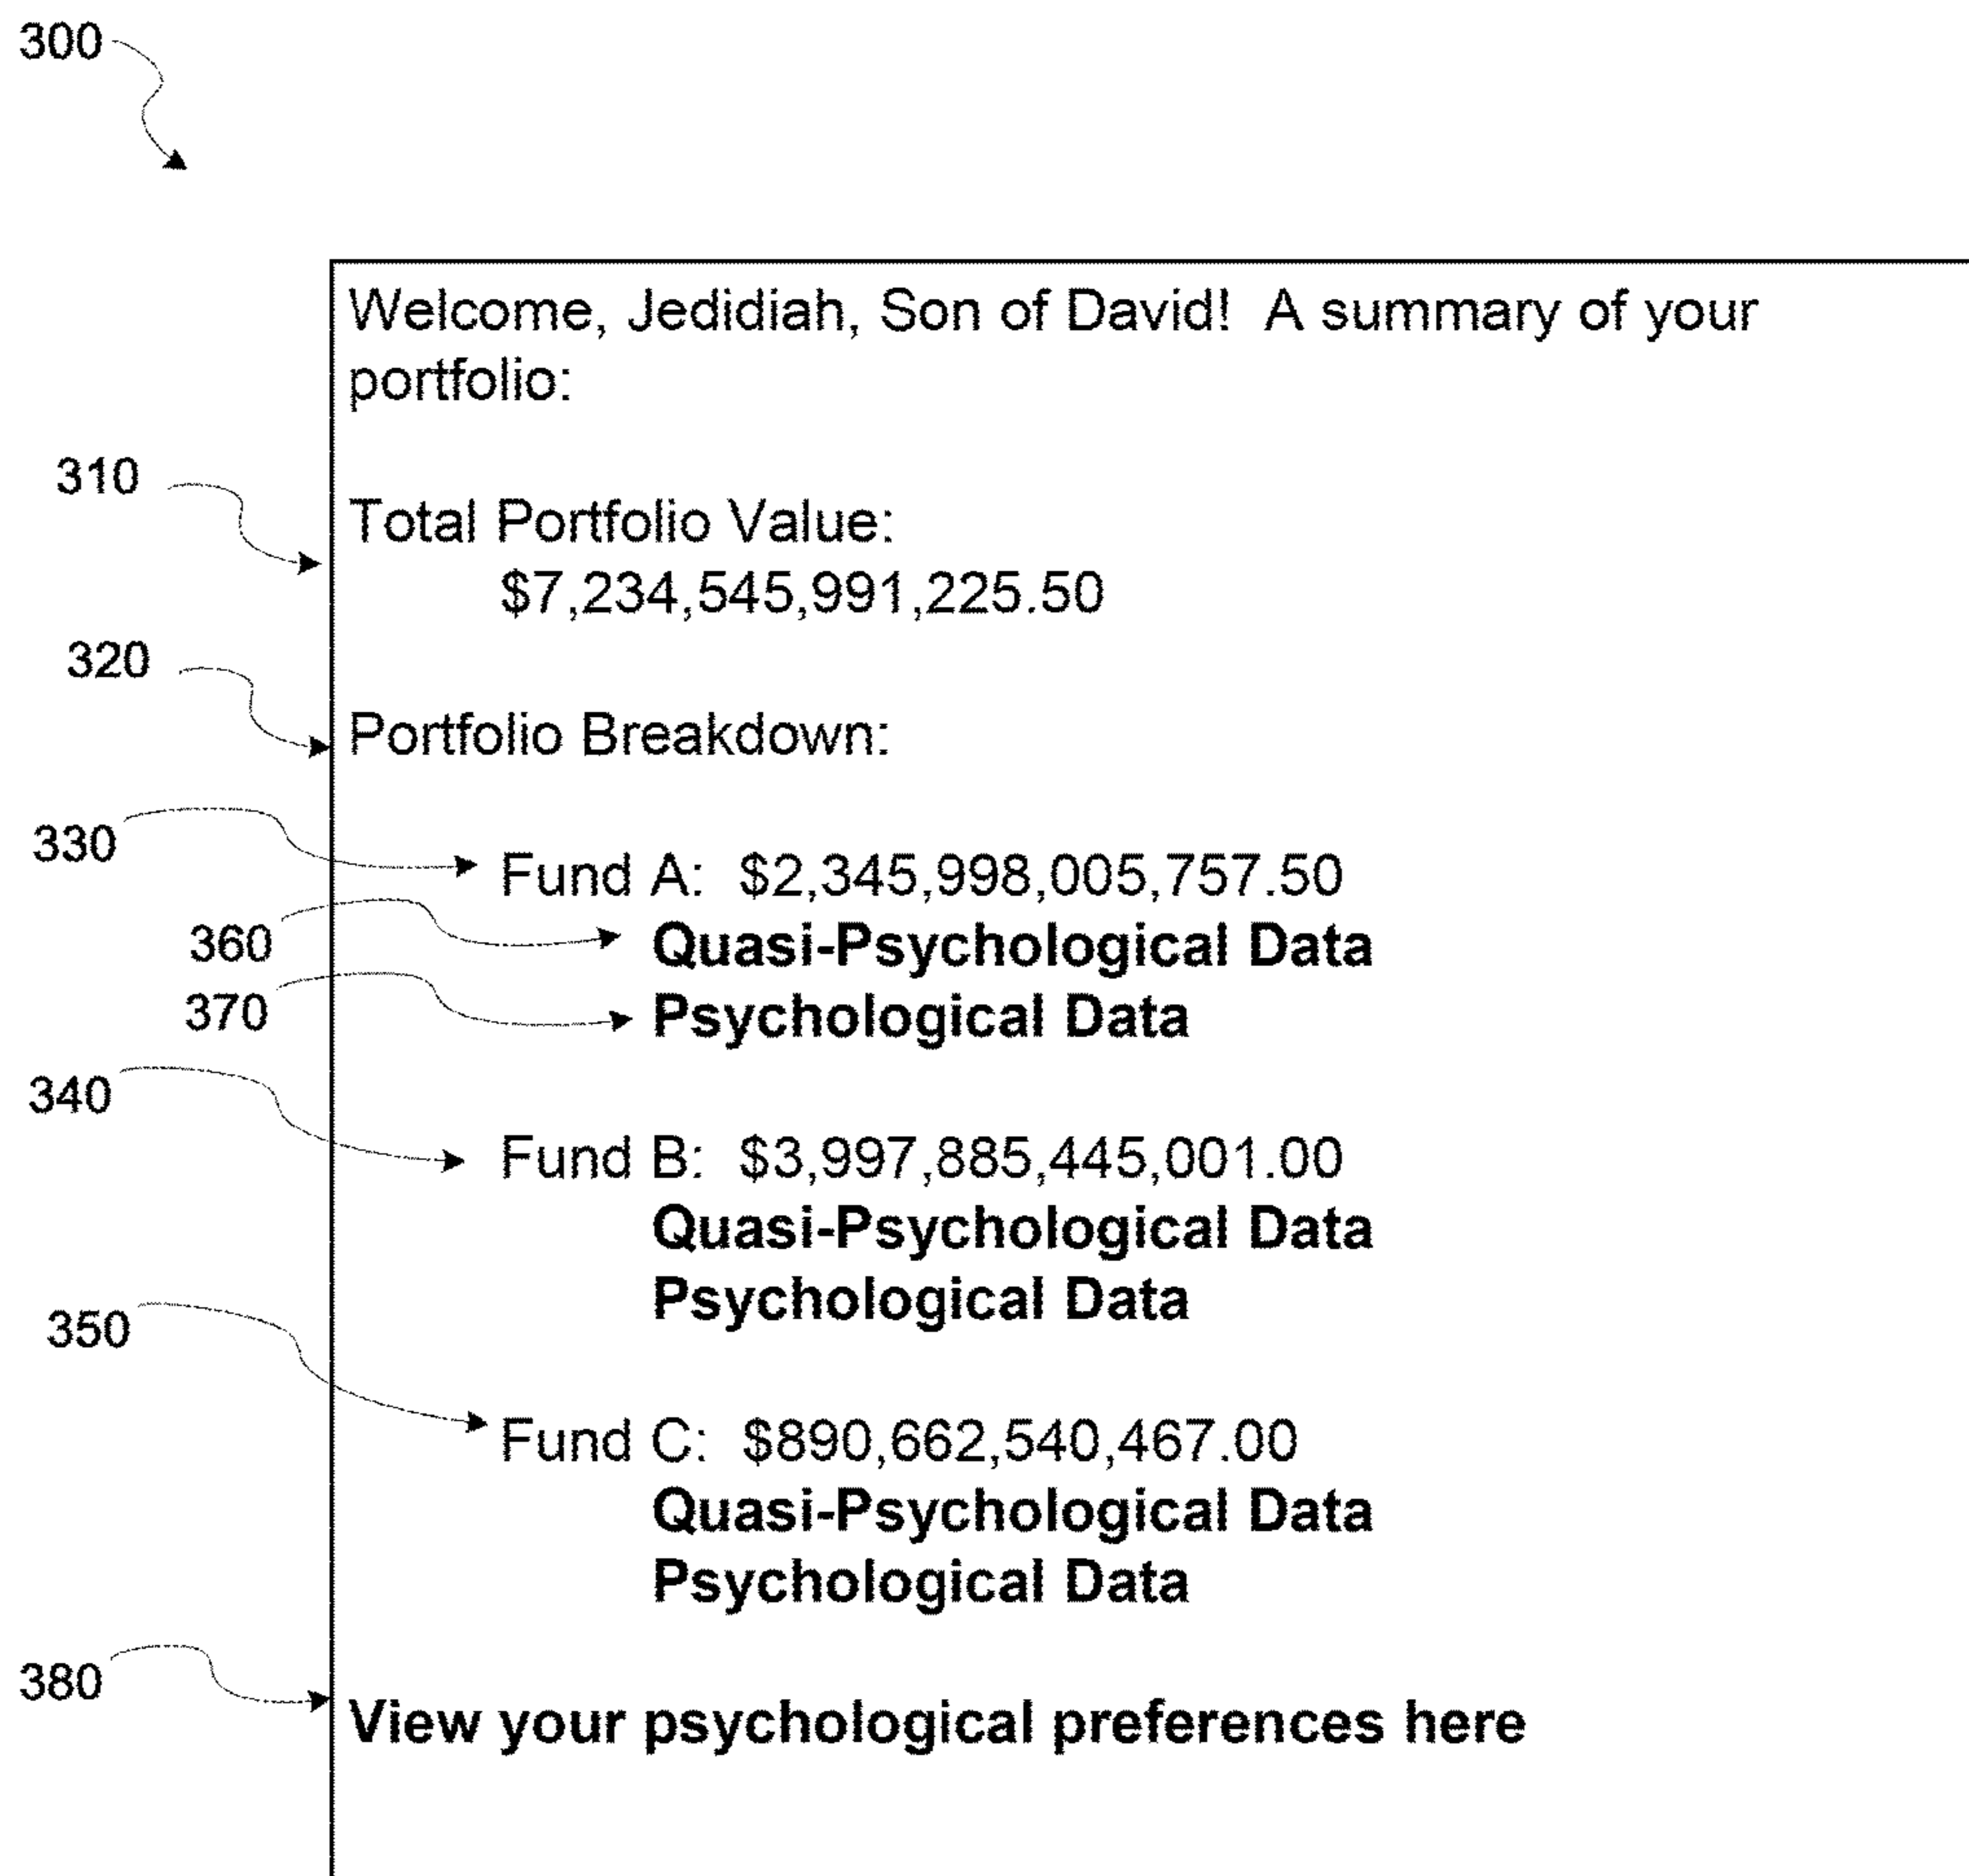 300
Welcome, Jedidiah, Son of David!  A summary of your
portfolio:
310
Total Portfolio Value:
$7,234,545,991,225.50
320
Portfolio Breakdown:
330
Fund A:  $2,345,998,005,757.50
360
Quasi-Psychological Data
370
Psychological Data
340
Fund B:  $3,997,885,445,001.00
Quasi-Psychological Data
Psychological Data
350
Fund C:  $890,662,540,467.00
Quasi-Psychological Data
Psychological Data
380
View your psychological preferences here